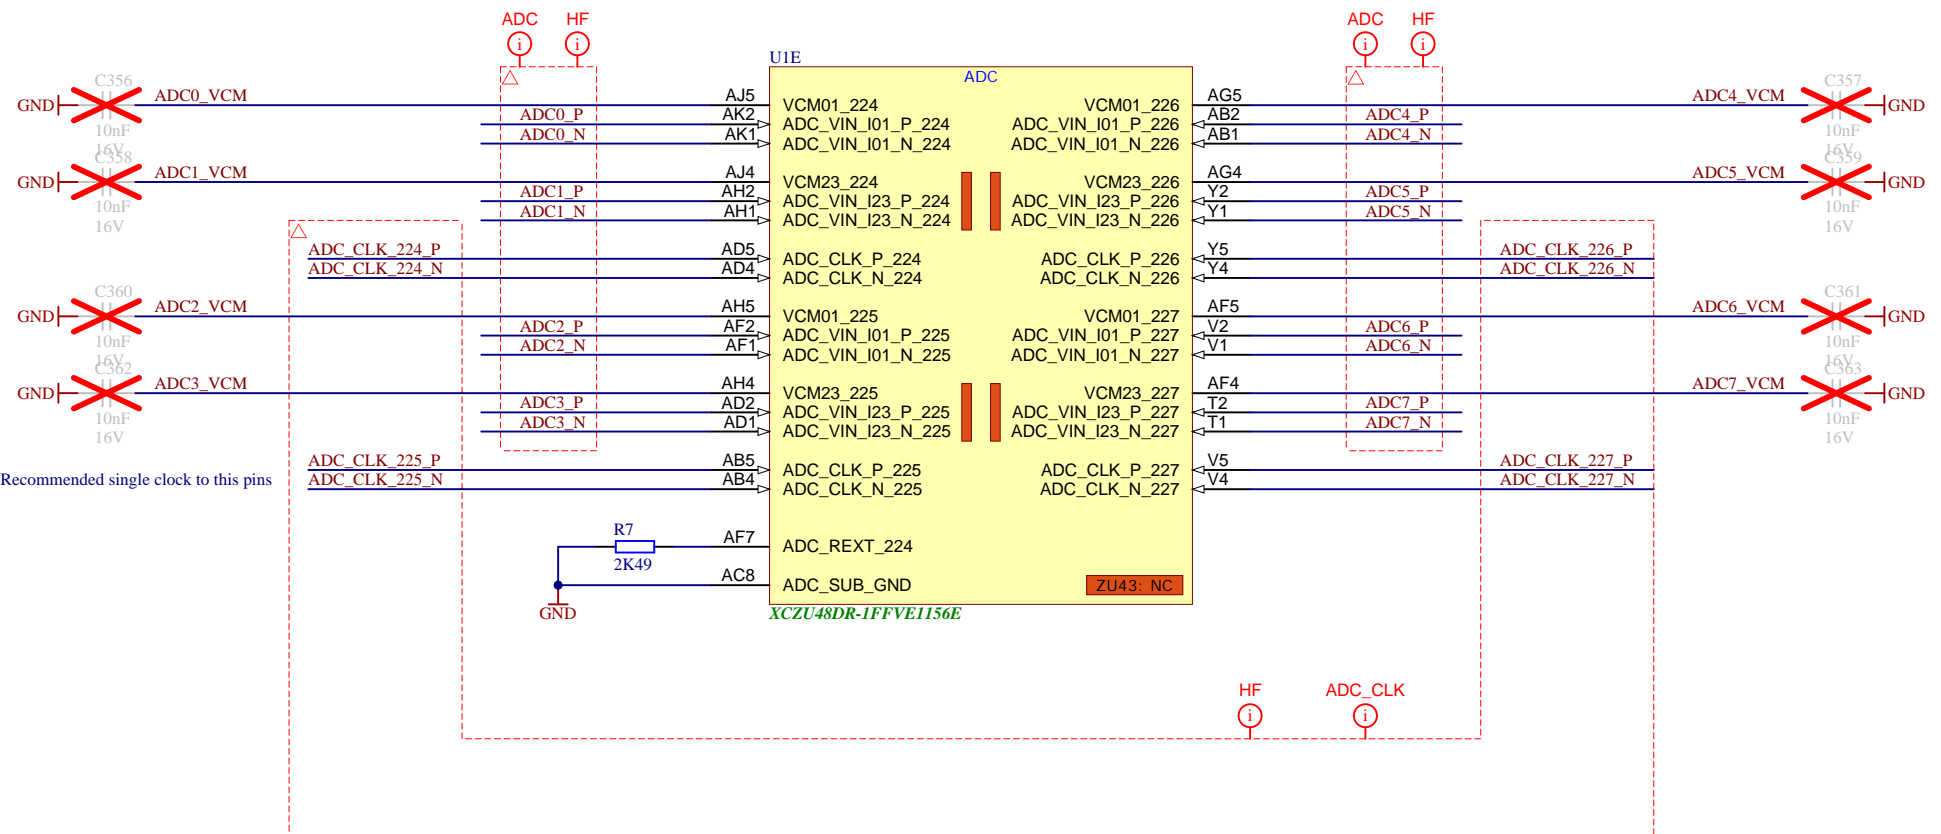 ADC HF
ADC HF
U1E
ADC
C356
GND
ADC0_VCM
10nF
16V
AJ5 VCM01_224
ADC0_P AK2 ADC_VIN_I01_P_224
ADC0_N AK1 ADC_VIN_I01_N_224
C358
GND
ADC1_VCM
10nF
16V
AJ4 VCM23_224
ADC1_P AH2 ADC_VIN_I23_P_224
ADC1_N AH1 ADC_VIN_I23_N_224
ADC_CLK_224_P AD5 ADC_CLK_P_224
ADC_CLK_224_N AD4 ADC_CLK_N_224
C360
GND
ADC2_VCM
10nF
16V
AH5 VCM01_225
ADC2_P AF2 ADC_VIN_I01_P_225
ADC2_N AF1 ADC_VIN_I01_N_225
C362
GND
ADC3_VCM
10nF
16V
AH4 VCM23_225
ADC3_P AD2 ADC_VIN_I23_P_225
ADC3_N AD1 ADC_VIN_I23_N_225
ADC_CLK_225_P AB5 ADC_CLK_P_225
Recommended single clock to this pins
ADC_CLK_225_N AB4 ADC_CLK_N_225
R7
2K49
AF7 ADC_REXT_224
AC8 ADC_SUB_GND
GND
VCM01_226 AG5 ADC4_VCM
C357
GND
10nF
16V
ADC_VIN_I01_P_226 AB2 ADC4_P
ADC_VIN_I01_N_226 AB1 ADC4_N
VCM23_226 AG4 ADC5_VCM
C359
GND
10nF
16V
ADC_VIN_I23_P_226 Y2 ADC5_P
ADC_VIN_I23_N_226 Y1 ADC5_N
ADC_CLK_P_226 Y5 ADC_CLK_226_P
ADC_CLK_N_226 Y4 ADC_CLK_226_N
VCM01_227 AF5 ADC6_VCM
C361
GND
10nF
16V
ADC_VIN_I01_P_227 V2 ADC6_P
ADC_VIN_I01_N_227 V1 ADC6_N
VCM23_227 AF4 ADC7_VCM
C363
GND
10nF
16V
ADC_VIN_I23_P_227 T2 ADC7_P
ADC_VIN_I23_N_227 T1 ADC7_N
ADC_CLK_P_227 V5 ADC_CLK_227_P
ADC_CLK_N_227 V4 ADC_CLK_227_N
ZU43: NC
XCZU48DR-1FFVE1156E
HF ADC_CLK